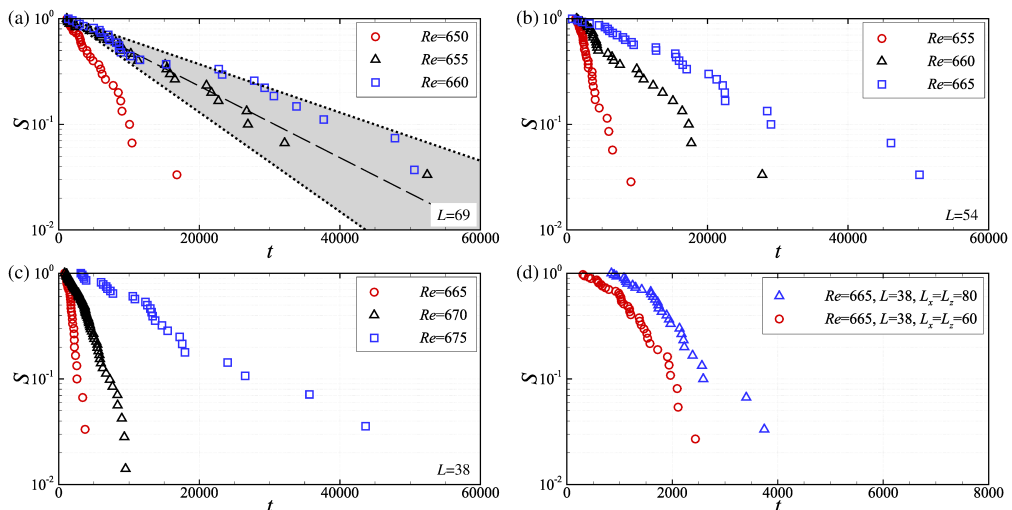 (a)
10^0
10^-1
10^-2
S
Re=650
Re=655
Re=660
L=69
0 20000 40000 60000
t
(b)
10^0
10^-1
10^-2
S
Re=655
Re=660
Re=665
L=54
0 20000 40000 60000
t
(c)
10^0
10^-1
10^-2
S
Re=665
Re=670
Re=675
L=38
0 20000 40000 60000
t
(d)
10^0
10^-1
10^-2
S
Re=665, L=38, Lx=Lz=80
Re=665, L=38, Lx=Lz=60
0 2000 4000 6000 8000
t